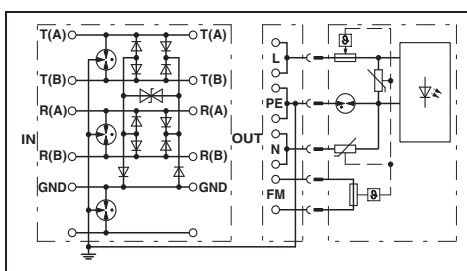 T(A) T(A)
L
T(B) T(B)
PE
R(A) R(A)
IN OUT
R(B) R(B)
N
GND GND
FM
ϑ
ϑ